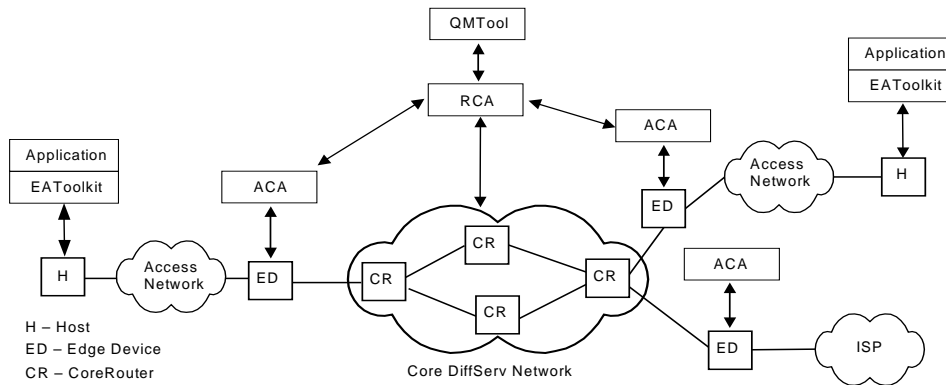 QMTool
RCA
Application
EAToolkit
ACA
Application
EAToolkit
ACA
Access
Network
H
ED
H
Access
Network
ED
CR
CR
CR
CR
ACA
ED
ISP
H – Host
ED – Edge Device
CR – CoreRouter
Core DiffServ Network